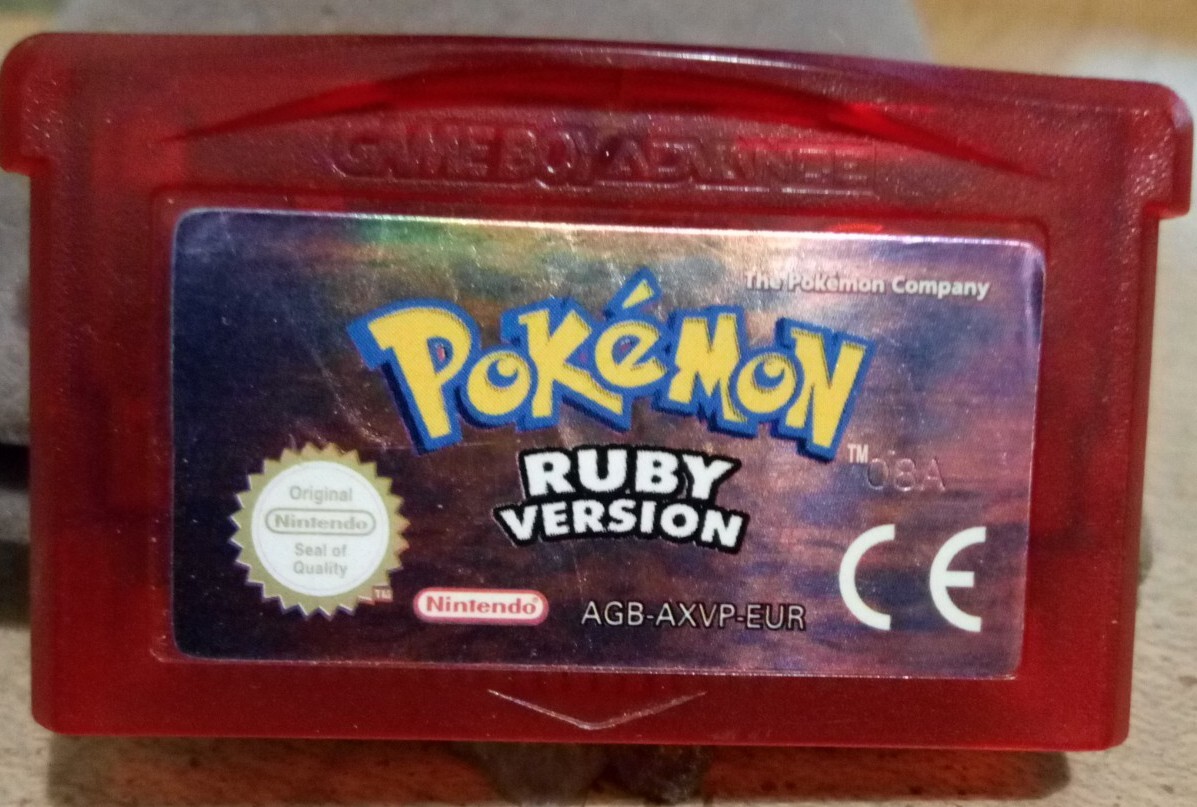 GAME BOY ADVANCE
The Pokémon Company
POKéMON
TM
08A
RUBY
VERSION
Original
Nintendo
Seal of
Quality
TM
Nintendo®
AGB-AXVP-EUR
CE